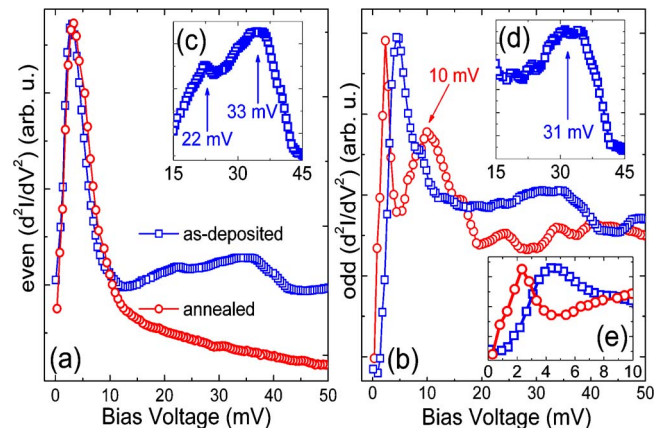 (c)
22 mV
33 mV
15 30 45
even (d²I/dV²) (arb. u.)
as-deposited
annealed
(a)
0 10 20 30 40 50
Bias Voltage (mV)
(d)
10 mV
31 mV
15 30 45
odd (d²I/dV²) (arb. u.)
(e)
0 2 4 6 8 10
(b)
0 10 20 30 40 50
Bias Voltage (mV)